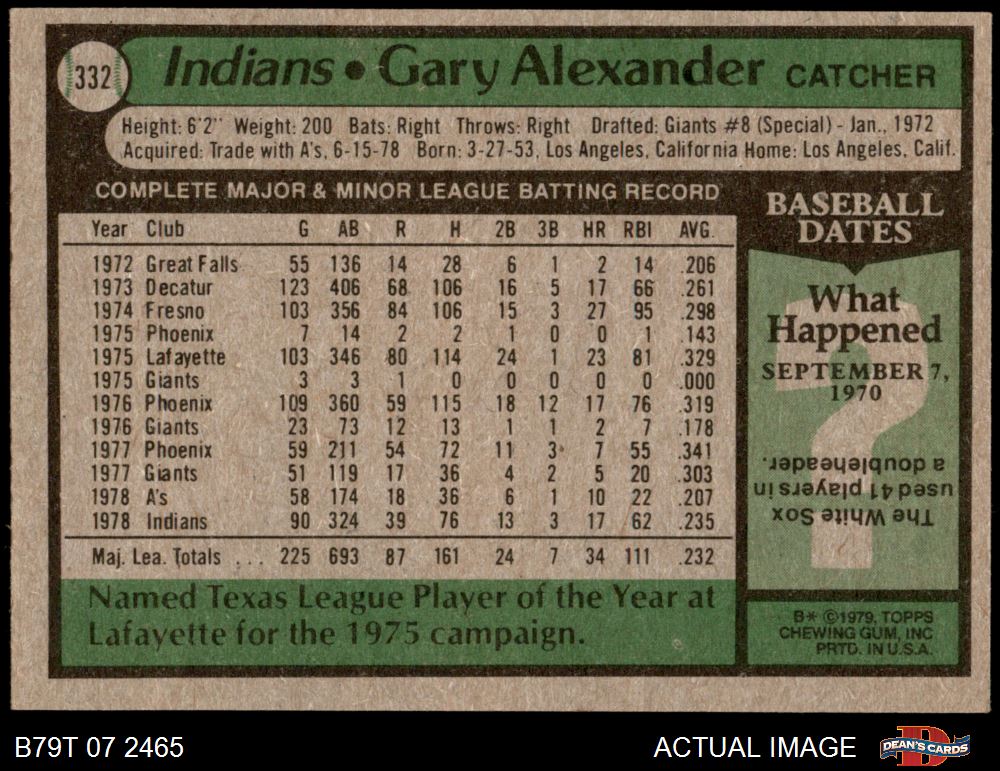 332 Indians • Gary Alexander CATCHER
Height: 6'2" Weight: 200 Bats: Right Throws: Right Drafted: Giants #8 (Special) - Jan., 1972
Acquired: Trade with A's, 6-15-78 Born: 3-27-53, Los Angeles, California Home: Los Angeles, Calif.
COMPLETE MAJOR & MINOR LEAGUE BATTING RECORD
Year Club G AB R H 2B 3B HR RBI AVG.
1972 Great Falls 55 136 14 28 6 1 2 14 .206
1973 Decatur 123 406 68 106 16 5 17 66 .261
1974 Fresno 103 356 84 106 15 3 27 95 .298
1975 Phoenix 7 14 2 2 1 0 0 1 .143
1975 Lafayette 103 346 80 114 24 1 23 81 .329
1975 Giants 3 3 1 0 0 0 0 0 .000
1976 Phoenix 109 360 59 115 18 12 17 76 .319
1976 Giants 23 73 12 13 1 1 2 7 .178
1977 Phoenix 59 211 54 72 11 3 7 55 .341
1977 Giants 51 119 17 36 4 2 5 20 .303
1978 A's 58 174 18 36 6 1 10 22 .207
1978 Indians 90 324 39 76 13 3 17 62 .235
Maj. Lea. Totals . . . 225 693 87 161 24 7 34 111 .232
Named Texas League Player of the Year at
Lafayette for the 1975 campaign.
BASEBALL
DATES
What
Happened
SEPTEMBER 7,
1970
?
The White Sox
used 41 players in
a doubleheader.
B* ©1979, TOPPS
CHEWING GUM, INC
PRTD. IN U.S.A.
B79T 07 2465
ACTUAL IMAGE
DEAN'S CARDS